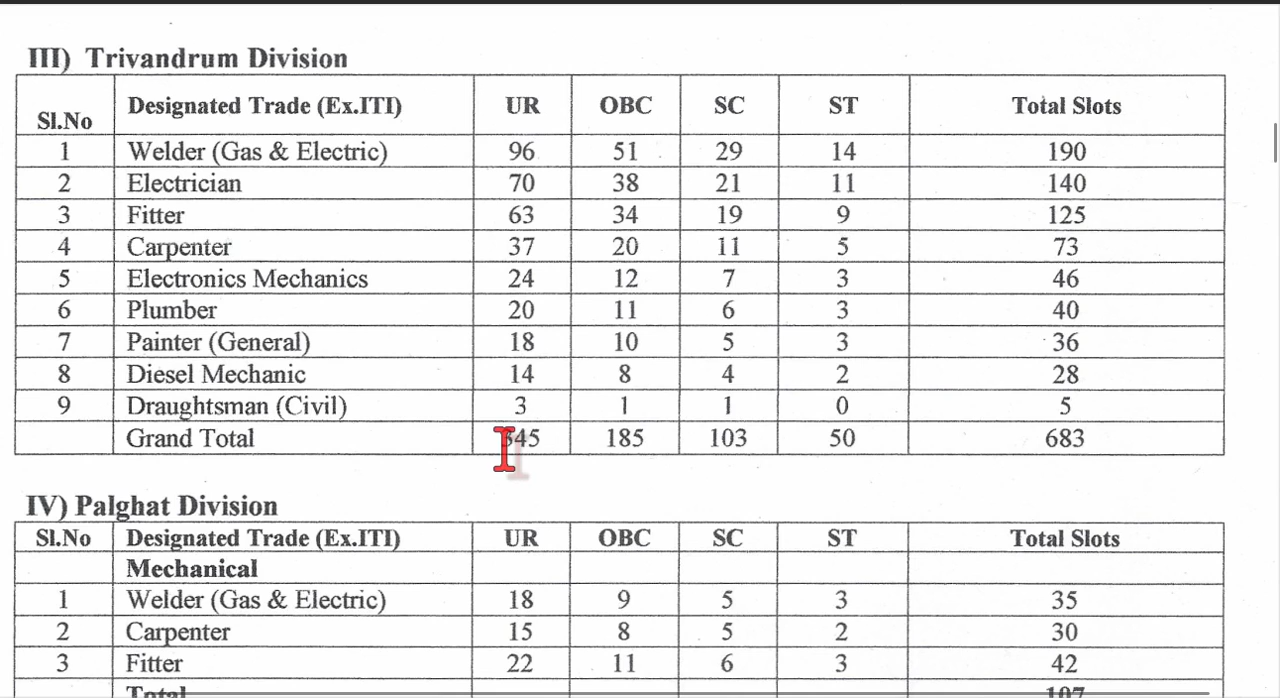 III) Trivandrum Division
Sl.No Designated Trade (Ex.ITI) UR OBC SC ST Total Slots
1 Welder (Gas & Electric) 96 51 29 14 190
2 Electrician 70 38 21 11 140
3 Fitter 63 34 19 9 125
4 Carpenter 37 20 11 5 73
5 Electronics Mechanics 24 12 7 3 46
6 Plumber 20 11 6 3 40
7 Painter (General) 18 10 5 3 36
8 Diesel Mechanic 14 8 4 2 28
9 Draughtsman (Civil) 3 1 1 0 5
Grand Total 185 103 50 683
IV) Palghat Division
Sl.No Designated Trade (Ex.ITI) UR OBC SC ST Total Slots
Mechanical
1 Welder (Gas & Electric) 18 9 5 3 35
2 Carpenter 15 8 5 2 30
3 Fitter 22 11 6 3 42
Total 107